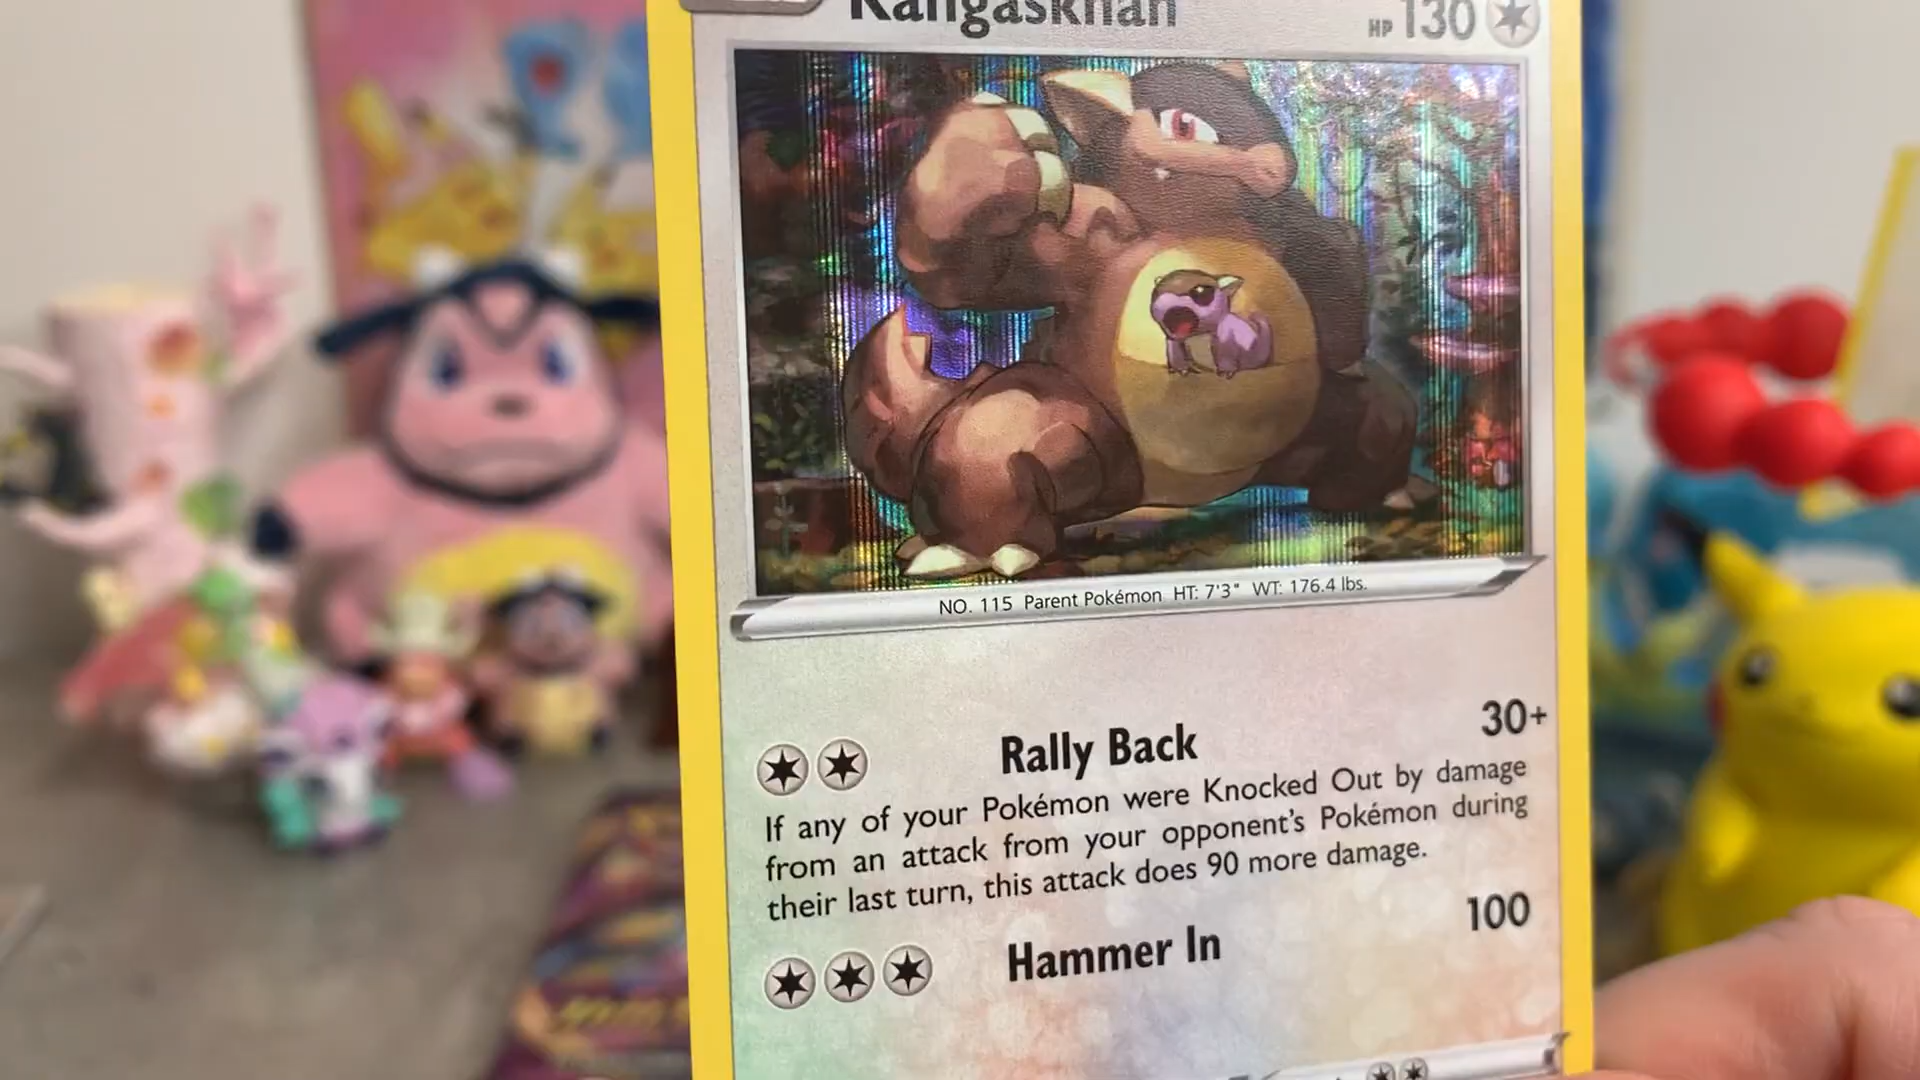 Kangaskhan HP 130
NO. 115 Parent Pokémon HT: 7'3" WT: 176.4 lbs.
Rally Back 30+
If any of your Pokémon were Knocked Out by damage
from an attack from your opponent's Pokémon during
their last turn, this attack does 90 more damage.
Hammer In 100